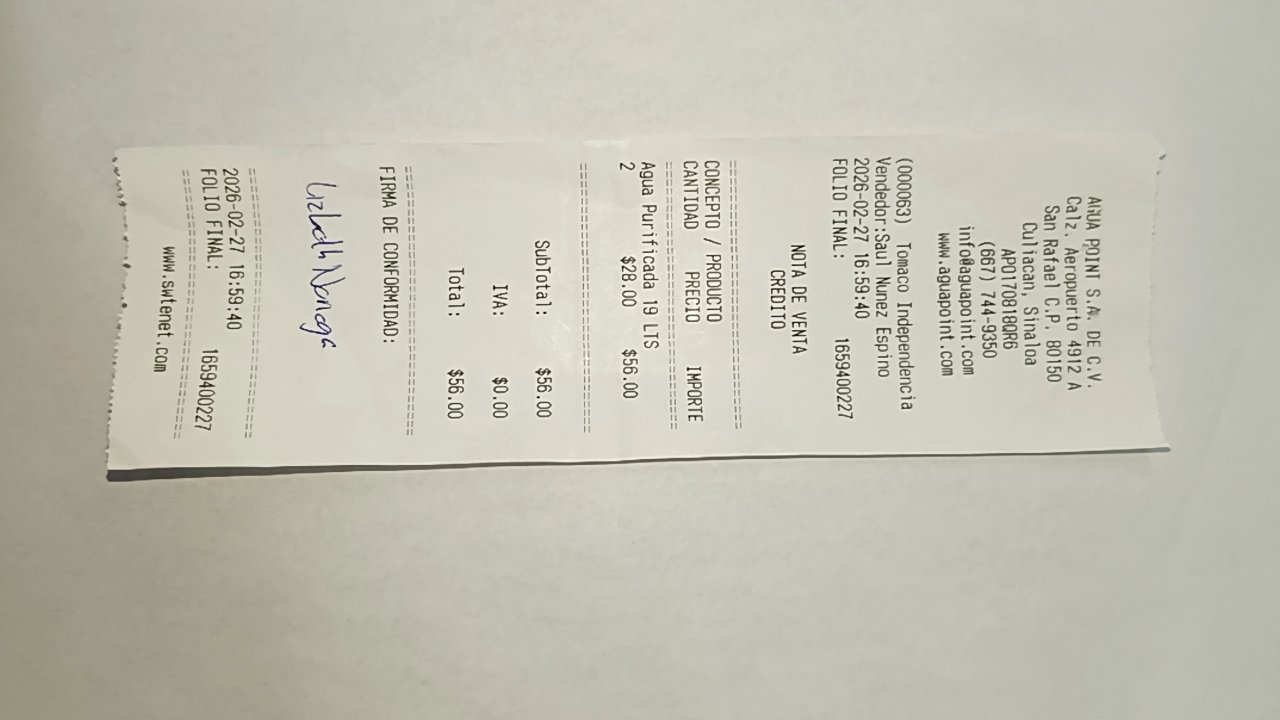 AGUA POINT S.A. DE C.V.
Calz. Aeropuerto 4912 A
San Rafael C.P. 80150
Culiacan, Sinaloa
APO170818QR6
(667) 744-9350
info@aguapoint.com
www.aguapoint.com
(000063) Tomaco Independencia
Vendedor:Saul Nunez Espino
2026-02-27 16:59:40
FOLIO FINAL: 1659400227
NOTA DE VENTA
CREDITO
CONCEPTO / PRODUCTO
CANTIDAD PRECIO IMPORTE
Agua Purificada 19 LTS
2 $28.00 $56.00
SubTotal: $56.00
IVA: $0.00
Total: $56.00
FIRMA DE CONFORMIDAD:
2026-02-27 16:59:40
FOLIO FINAL: 1659400227
www.swtenet.com